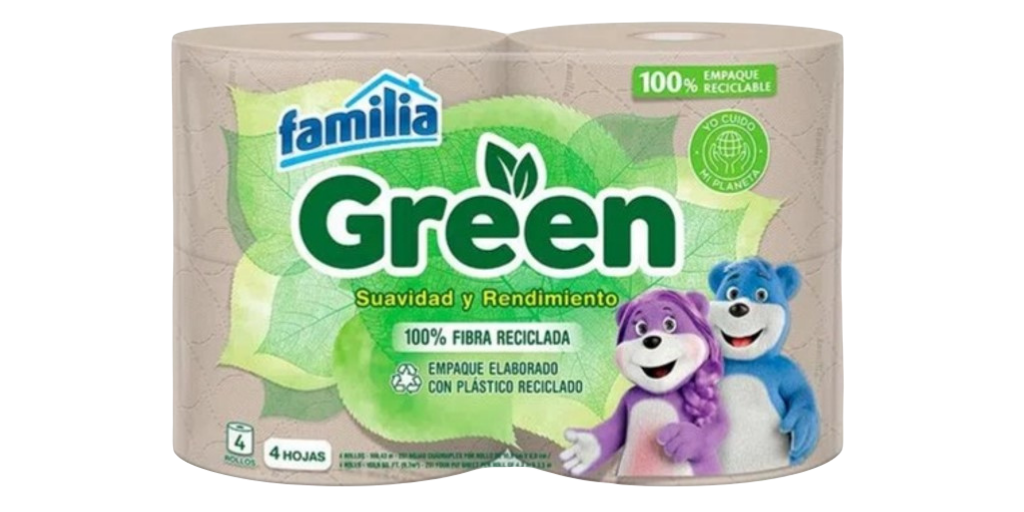 familia
100% EMPAQUE
RECICLABLE
YO CUIDO
MI PLANETA
Green
Suavidad y Rendimiento
100% FIBRA RECICLADA
EMPAQUE ELABORADO
CON PLÁSTICO RECICLADO
4
ROLLOS
4 HOJAS